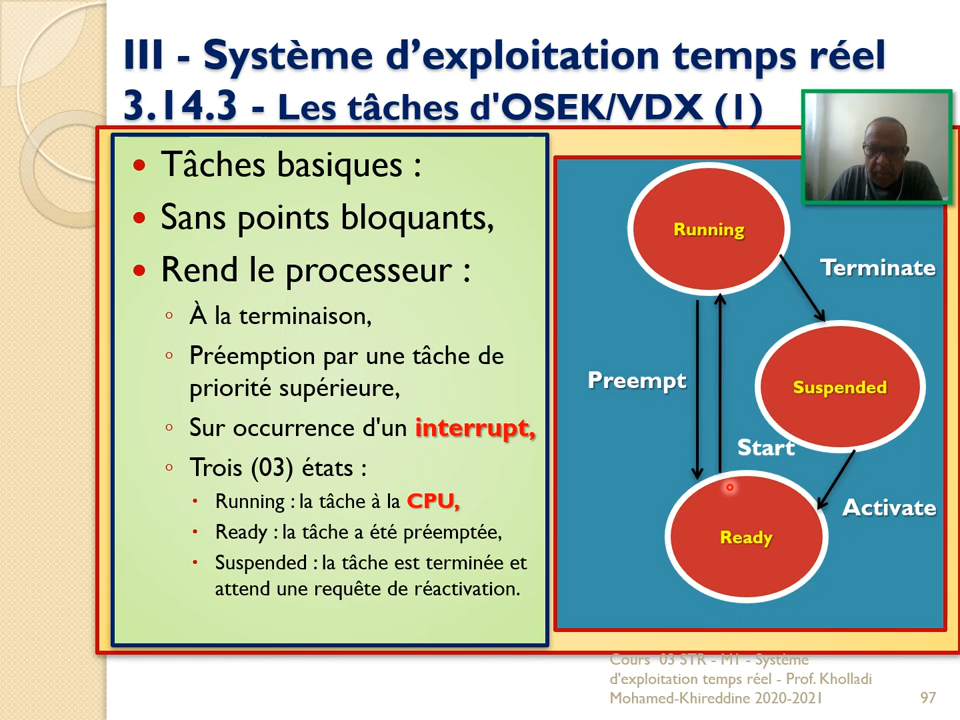 III - Système d’exploitation temps réel
3.14.3 - Les tâches d'OSEK/VDX (1)
Tâches basiques :
Sans points bloquants,
Rend le processeur :
À la terminaison,
Préemption par une tâche de
priorité supérieure,
Sur occurrence d'un interrupt,
Trois (03) états :
Running : la tâche à la CPU,
Ready : la tâche a été préemptée,
Suspended : la tâche est terminée et
attend une requête de réactivation.
Running
Terminate
Preempt
Suspended
Start
Activate
Ready
Cours 03 STR - M1 - Système
d'exploitation temps réel - Prof. Kholladi
Mohamed-Khireddine 2020-2021
97